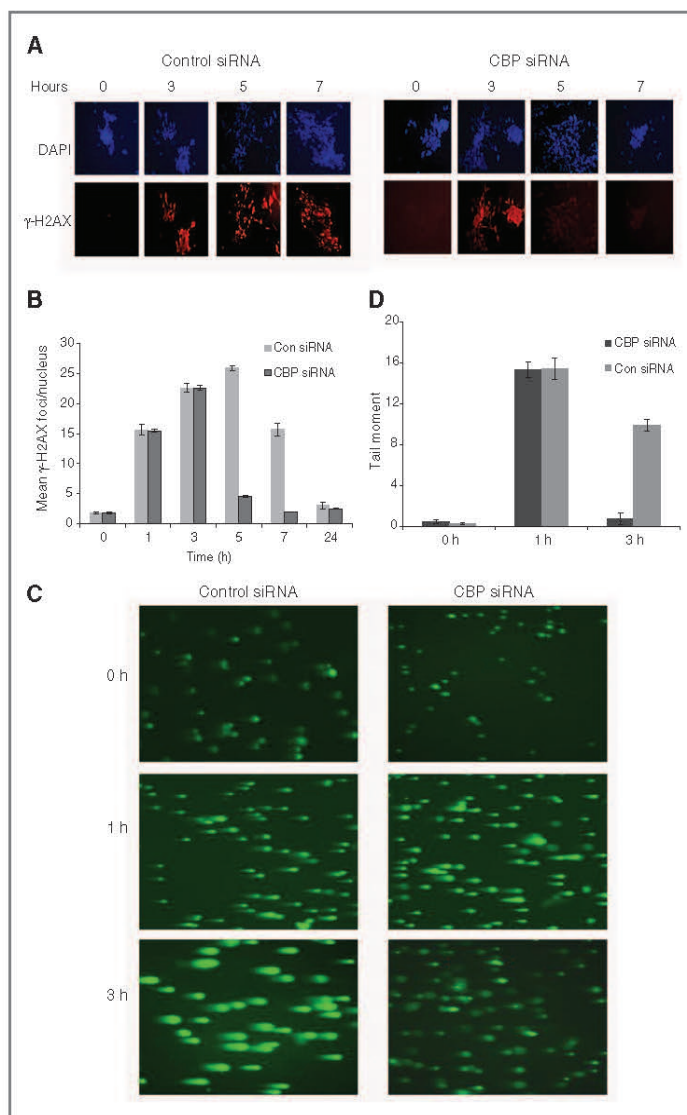 A
Control siRNA
CBP siRNA
Hours 0 3 5 7 0 3 5 7
DAPI
γ-H2AX
B
Mean γ-H2AX foci/nucleus
30
25
20
15
10
5
0
Con siRNA
CBP siRNA
0 1 3 5 7 24
Time (h)
D
Tail moment
20
16
12
8
4
0
CBP siRNA
Con siRNA
0 h 1 h 3 h
C
Control siRNA
CBP siRNA
0 h
1 h
3 h